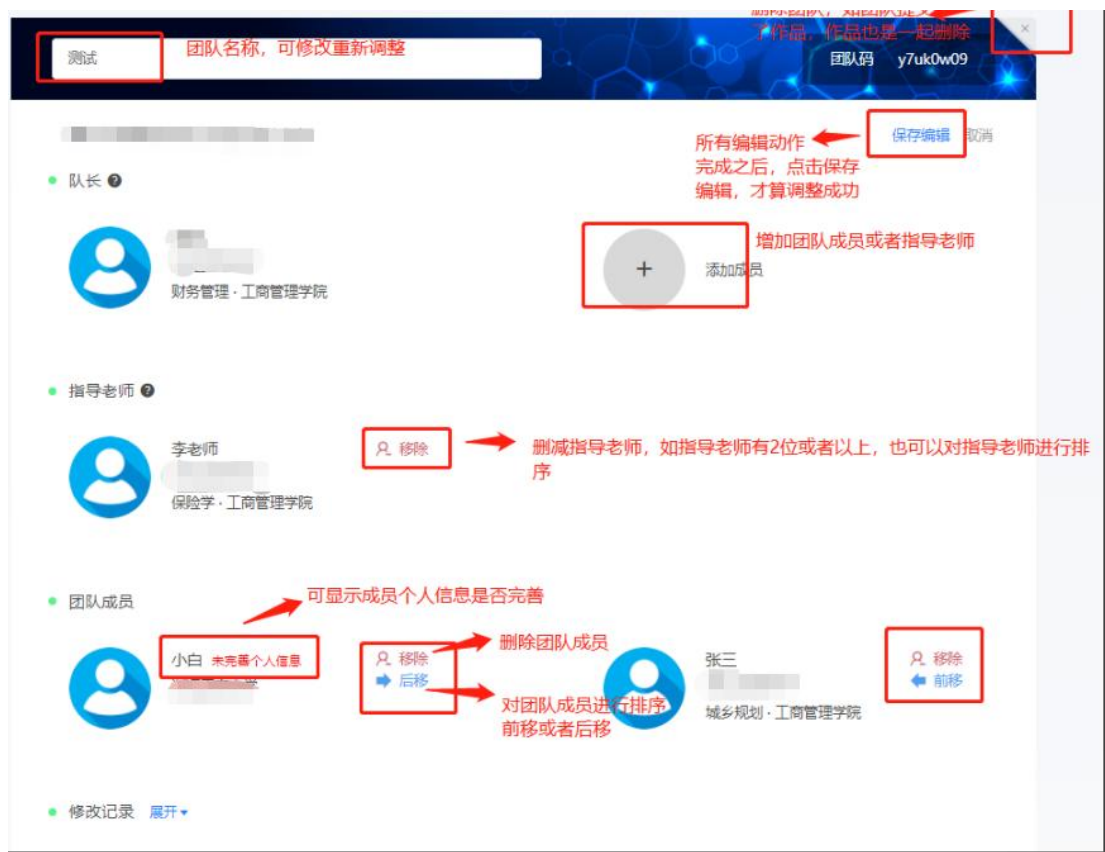 删除团队，如团队提交
了作品，作品也是一起删除
测试
团队名称，可修改重新调整
团队码 y7uk0w09
保存编辑 取消
所有编辑动作
完成之后，点击保存
编辑，才算调整成功
队长
增加团队成员或者指导老师
添加成员
财务管理·工商管理学院
指导老师
李老师
移除
删减指导老师，如指导老师有2位或者以上，也可以对指导老师进行排
序
保险学·工商管理学院
团队成员
可显示成员个人信息是否完善
小白 未完善个人信息
移除
后移
删除团队成员
对团队成员进行排序
前移或者后移
张三
城乡规划·工商管理学院
移除
前移
修改记录 展开